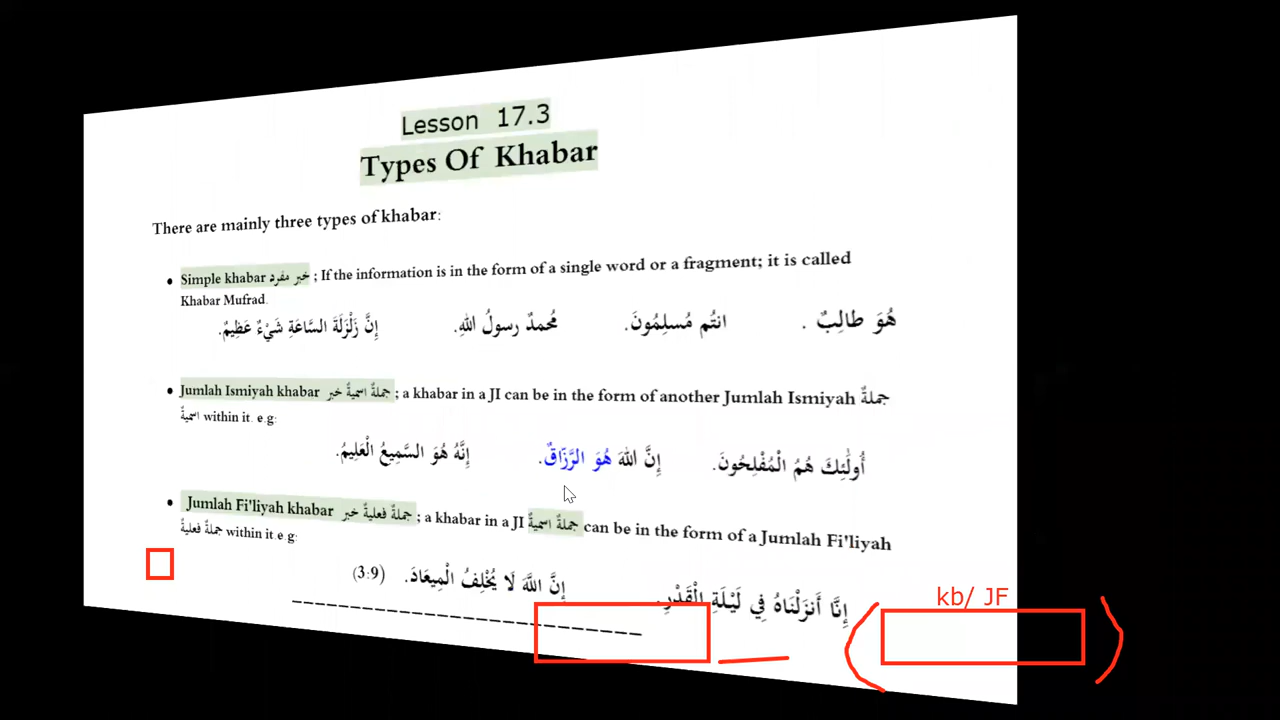 Lesson 17.3
Types Of Khabar
There are mainly three types of khabar:
• Simple khabar خبر مفرد ; If the information is in the form of a single word or a fragment; it is called
Khabar Mufrad.
هُوَ طالِبٌ . انتُم مُسلِمُونَ. مُحمدٌ رسولُ اللهِ. إِنَّ زَلْزَلَةَ السَّاعَةِ شَيْءٌ عَظِيمٌ.
• Jumlah Ismiyah khabar جملةٌ اسميةٌ خبر ; a khabar in a JI can be in the form of another Jumlah Ismiyah جملةٌ
اسميةٌ within it. e.g:
أُولَٰئِكَ هُمُ الْمُفْلِحُونَ. إِنَّ اللهَ هُوَ الرَّزَّاقُ. إِنَّهُ هُوَ السَّمِيعُ الْعَلِيمُ.
• Jumlah Fi'liyah khabar جملةٌ فعليةٌ خبر ; a khabar in a JI جملةٌ اسميةٌ can be in the form of a Jumlah Fi'liyah
جملةٌ فعليةٌ within it.e g:
إِنَّا أَنزَلْنَاهُ فِي لَيْلَةِ الْقَدْرِ. إِنَّ اللَّهَ لَا يُخْلِفُ الْمِيعَادَ. (3:9)
kb/ JF